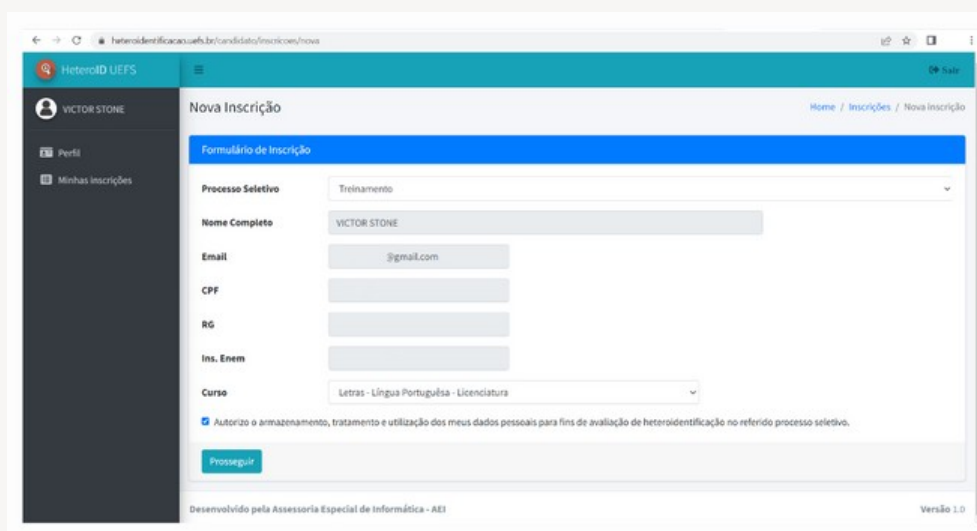 heteroidentificacao.uefs.br/candidato/inscricoes/nova
HeteroID UEFS
Sair
VICTOR STONE
Nova Inscrição
Home / Inscrições / Nova inscrição
Perfil
Minhas inscrições
Formulário de Inscrição
Processo Seletivo
Treinamento
Nome Completo
VICTOR STONE
Email
@gmail.com
CPF
RG
Ins. Enem
Curso
Letras - Língua Portuguêsa - Licenciatura
Autorizo o armazenamento, tratamento e utilização dos meus dados pessoais para fins de avaliação de heteroidentificação no referido processo seletivo.
Prosseguir
Desenvolvido pela Assessoria Especial de Informática - AEI
Versão 1.0